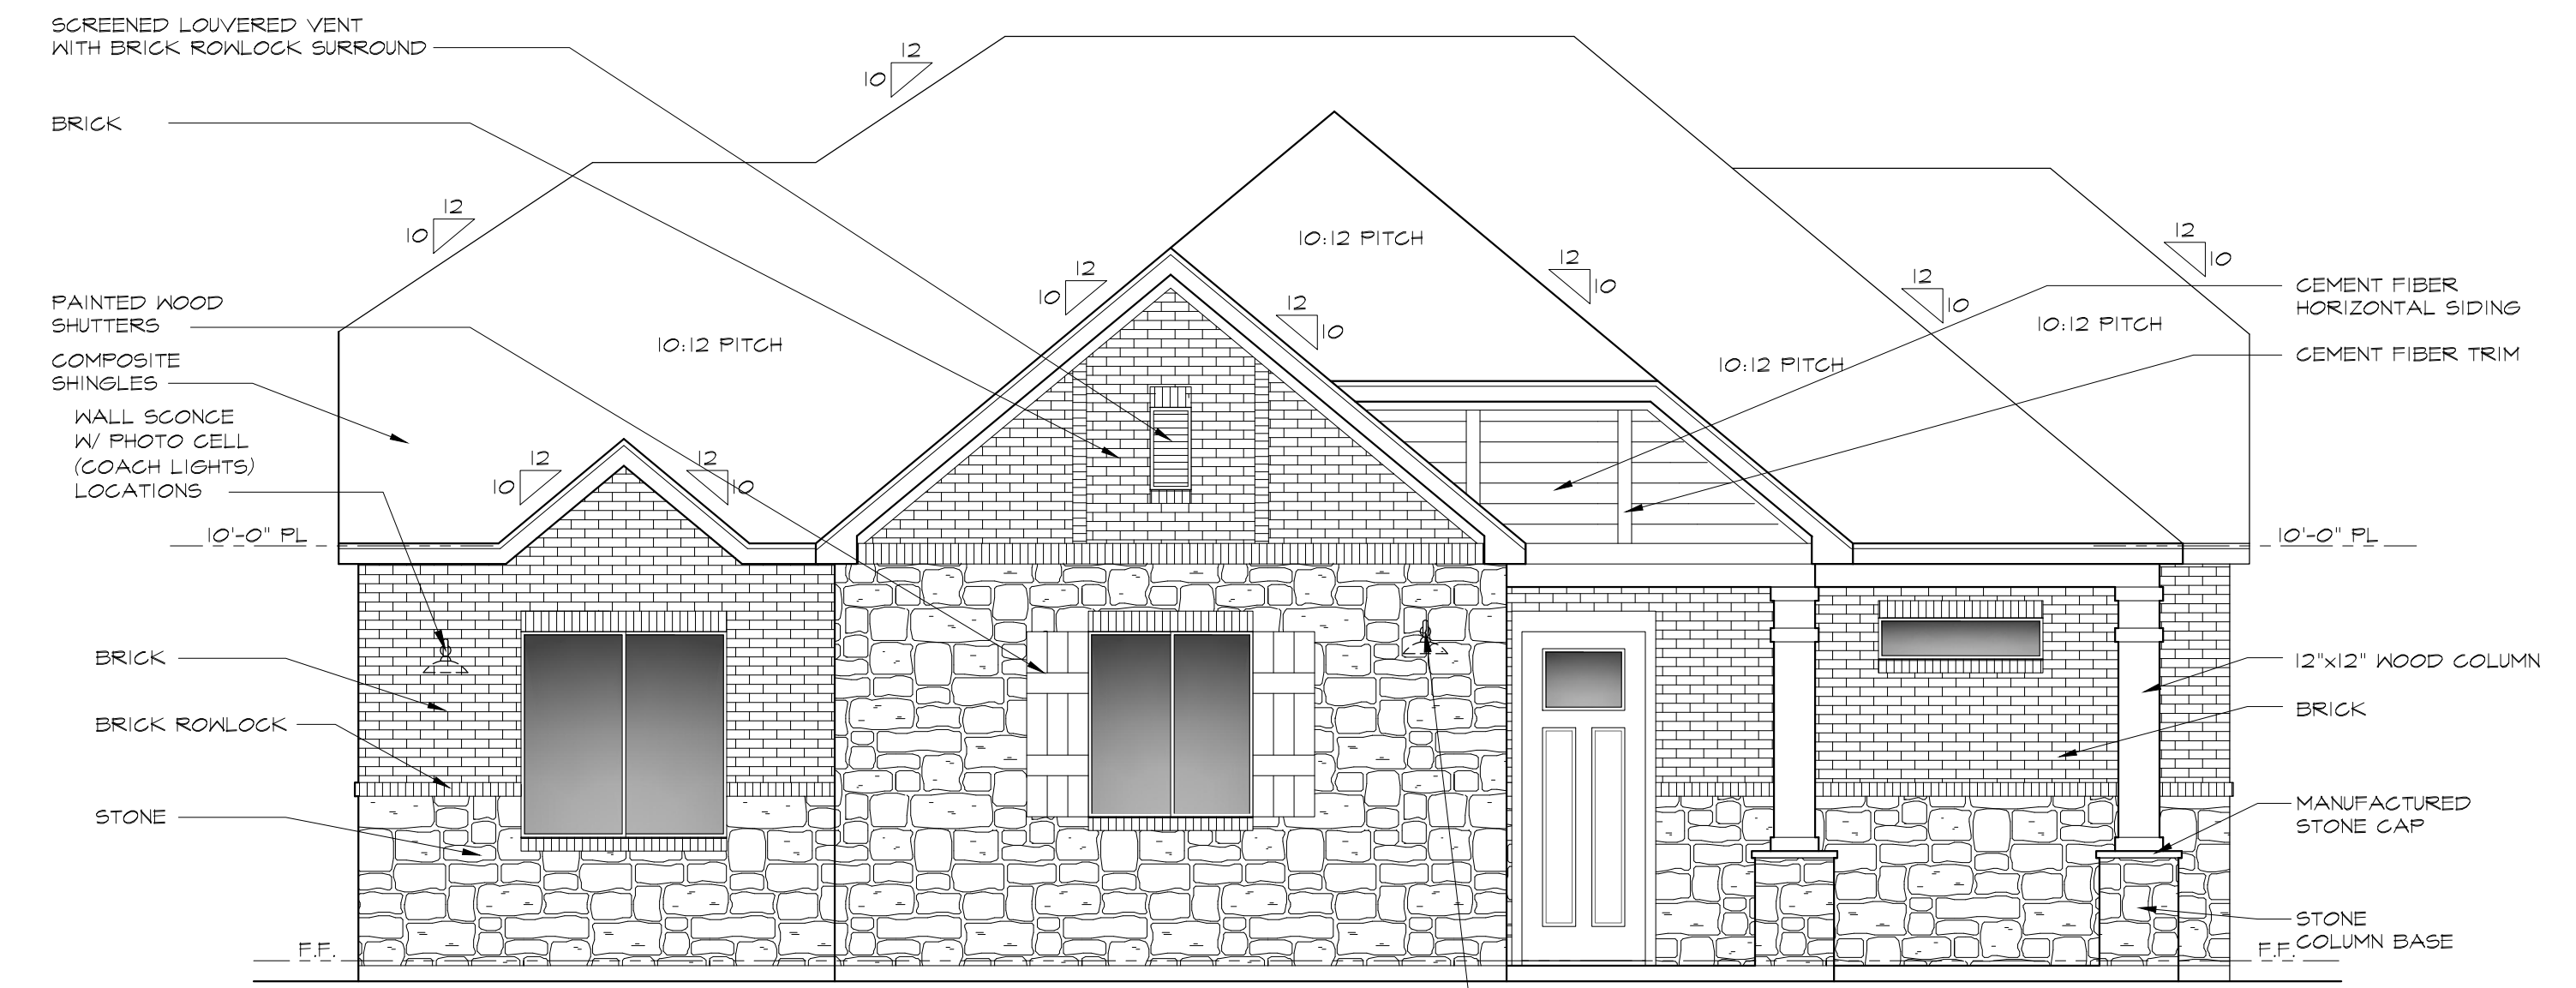 SCREENED LOUVERED VENT
WITH BRICK ROWLOCK SURROUND
BRICK
PAINTED WOOD
SHUTTERS
COMPOSITE
SHINGLES
WALL SCONCE
W/ PHOTO CELL
(COACH LIGHTS)
LOCATIONS
10'-0" PL
BRICK
BRICK ROWLOCK
STONE
F.F.
12
10
12
10
10:12 PITCH
12
10
12
10
12
10
12
10
10:12 PITCH
12
10
10:12 PITCH
12
10
12
10
10:12 PITCH
CEMENT FIBER
HORIZONTAL SIDING
CEMENT FIBER TRIM
10'-0" PL
12"x12" WOOD COLUMN
BRICK
MANUFACTURED
STONE CAP
STONE
COLUMN BASE
F.F.